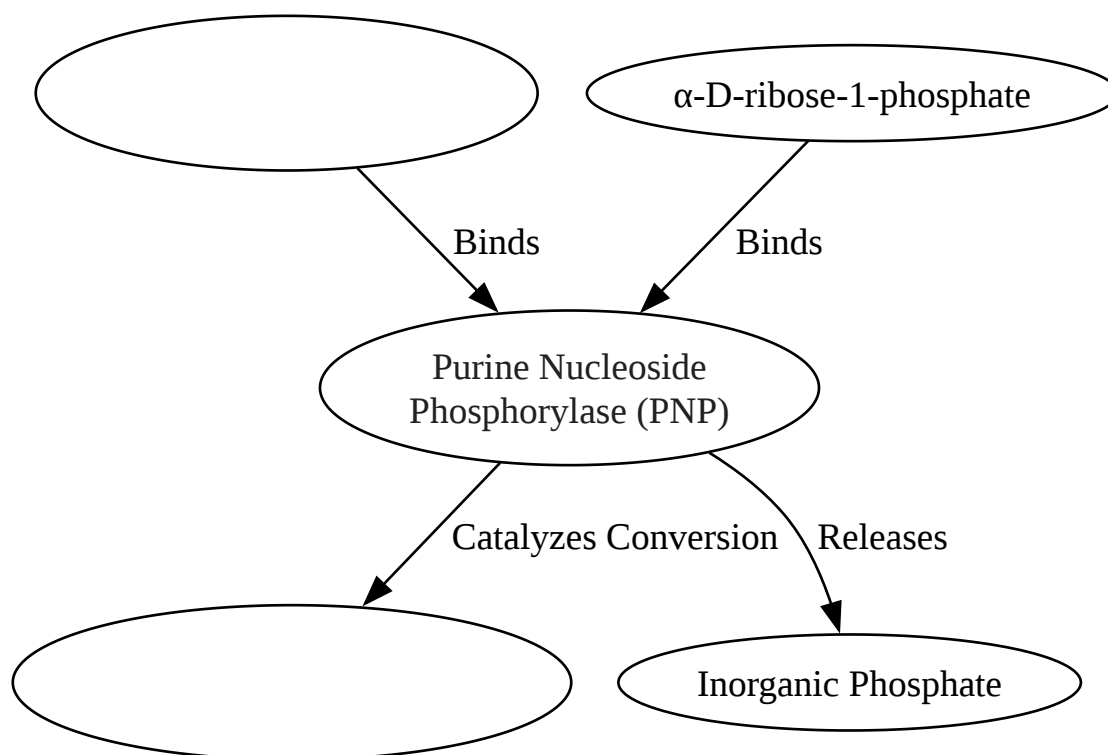 α-D-ribose-1-phosphate
Binds
Binds
Purine Nucleoside
Phosphorylase (PNP)
Catalyzes Conversion
Releases
Inorganic Phosphate